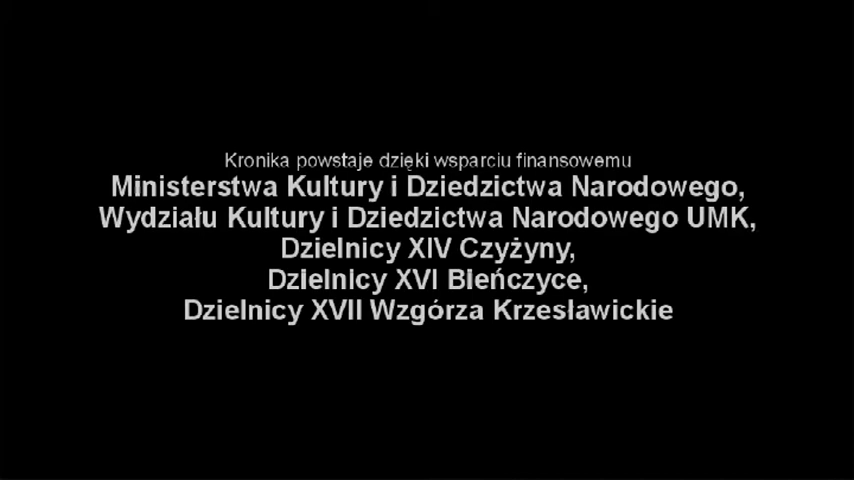 Kronika powstaje dzięki wsparciu finansowemu
Ministerstwa Kultury i Dziedzictwa Narodowego,
Wydziału Kultury i Dziedzictwa Narodowego UMK,
Dzielnicy XIV Czyżyny,
Dzielnicy XVI Bieńczyce,
Dzielnicy XVII Wzgórza Krzesławickie